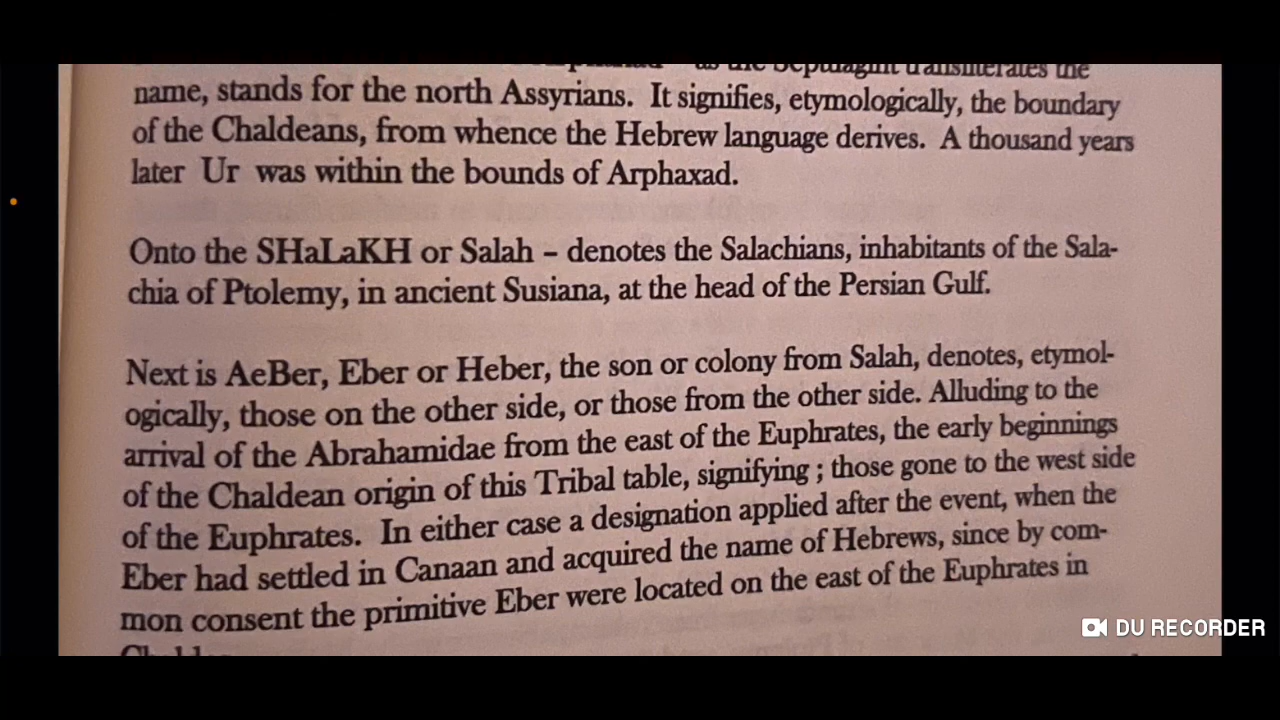 as the Septuagint transliterates the
name, stands for the north Assyrians. It signifies, etymologically, the boundary
of the Chaldeans, from whence the Hebrew language derives. A thousand years
later Ur was within the bounds of Arphaxad.
Onto the SHaLaKH or Salah – denotes the Salachians, inhabitants of the Sala-
chia of Ptolemy, in ancient Susiana, at the head of the Persian Gulf.
Next is AeBer, Eber or Heber, the son or colony from Salah, denotes, etymol-
ogically, those on the other side, or those from the other side. Alluding to the
arrival of the Abrahamidae from the east of the Euphrates, the early beginnings
of the Chaldean origin of this Tribal table, signifying ; those gone to the west side
of the Euphrates. In either case a designation applied after the event, when the
Eber had settled in Canaan and acquired the name of Hebrews, since by com-
mon consent the primitive Eber were located on the east of the Euphrates in
DU RECORDER